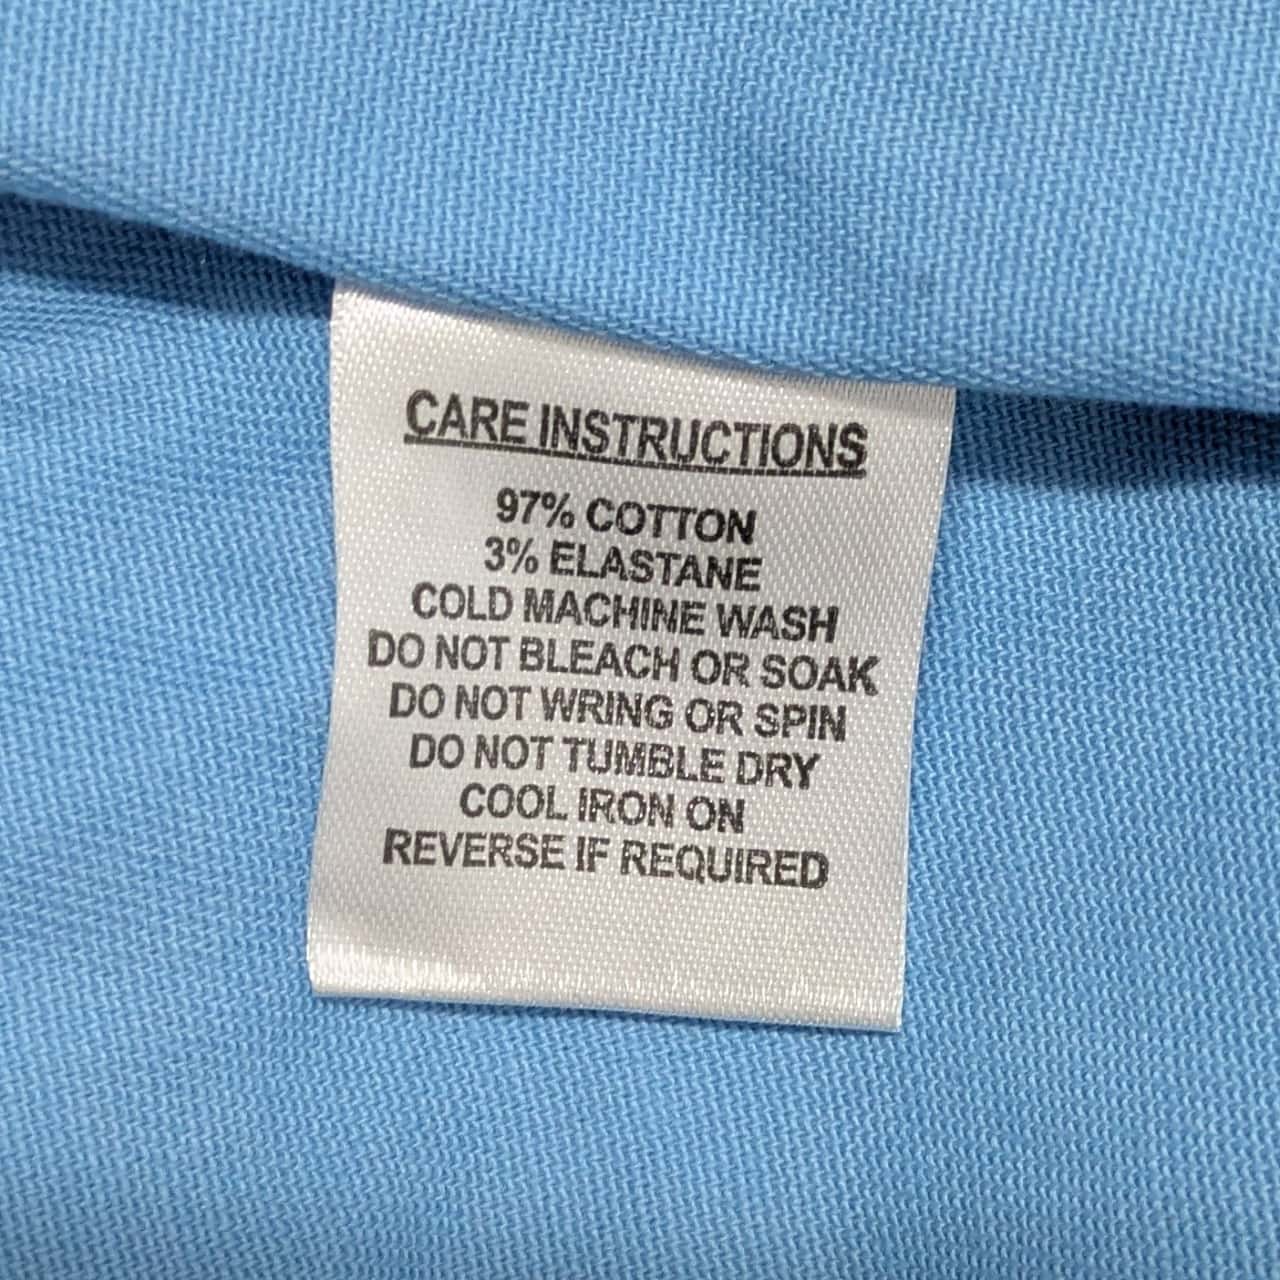 CARE INSTRUCTIONS
97% COTTON
3% ELASTANE
COLD MACHINE WASH
DO NOT BLEACH OR SOAK
DO NOT WRING OR SPIN
DO NOT TUMBLE DRY
COOL IRON ON
REVERSE IF REQUIRED